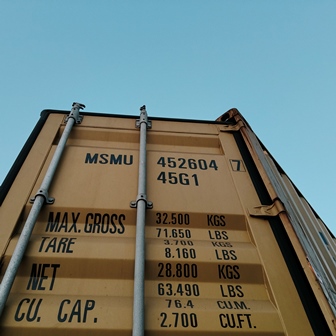 MSMU 452604 7
45G1
MAX.GROSS 32.500 KGS
71.650 LBS
TARE 3.700 KGS
8.160 LBS
NET 28.800 KGS
63.490 LBS
CU. CAP. 76.4 CU.M.
2.700 CU.FT.